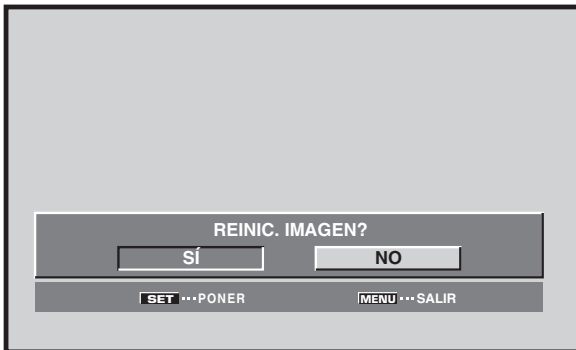 REINIC. IMAGEN?
SÍ NO
SET ··· PONER MENU ··· SALIR